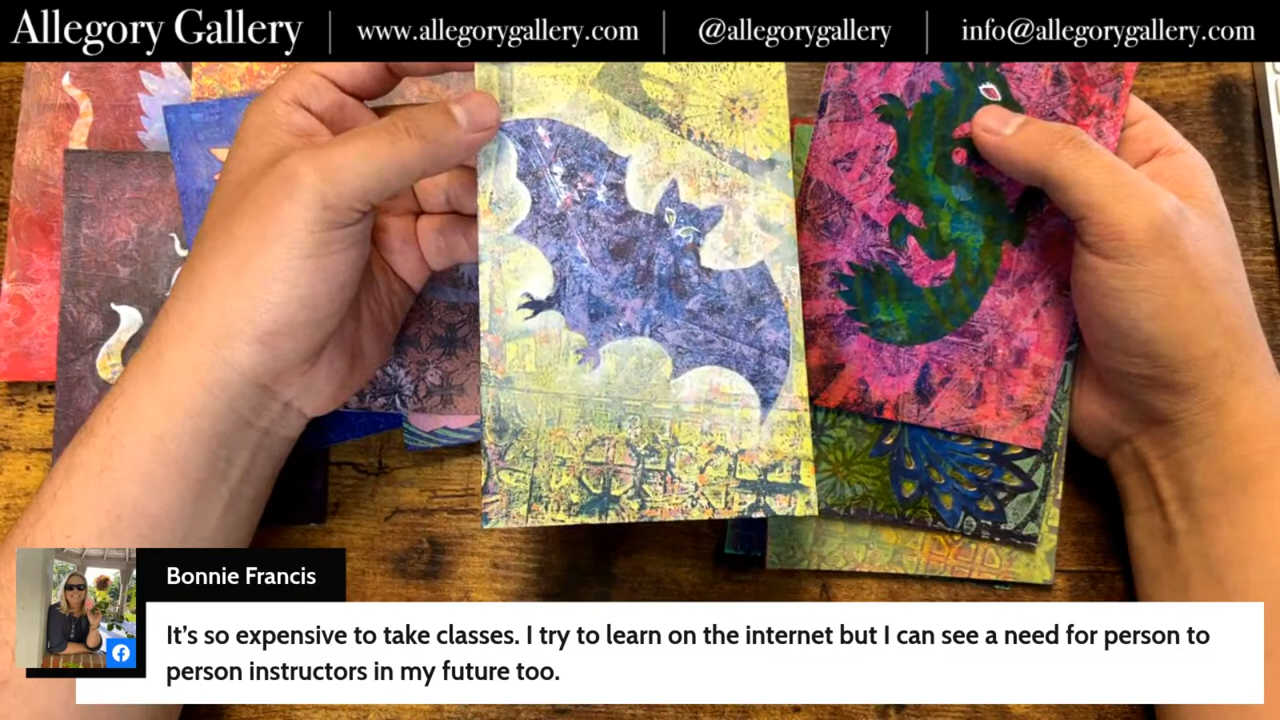 Allegory Gallery | www.allegorygallery.com | @allegorygallery | info@allegorygallery.com
Bonnie Francis
It's so expensive to take classes. I try to learn on the internet but I can see a need for person to
person instructors in my future too.